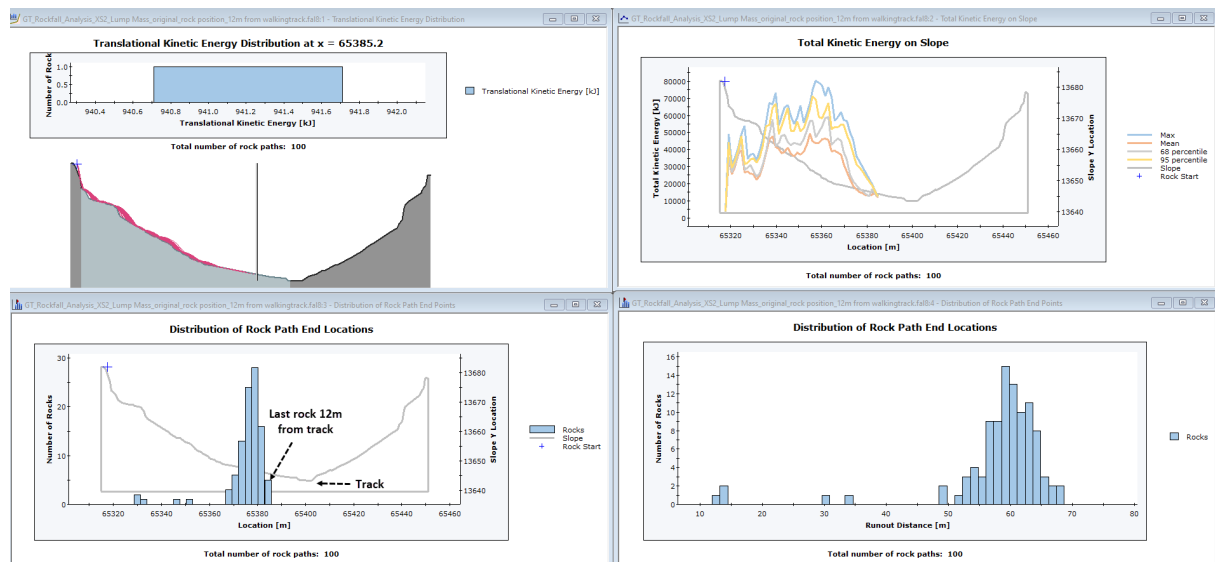 GT_Rockfall_Analysis_XS2_Lump Mass_original_rock position_12m from walkingtrack.fal8:1 - Translational Kinetic Energy Distribution
Translational Kinetic Energy Distribution at x = 65385.2
Number of Rocks
1.0
0.5
0.0
940.4 940.6 940.8 941.0 941.2 941.4 941.6 941.8 942.0
Translational Kinetic Energy [kJ]
Translational Kinetic Energy [kJ]
Total number of rock paths: 100
GT_Rockfall_Analysis_XS2_Lump Mass_original_rock position_12m from walkingtrack.fal8:2 - Total Kinetic Energy on Slope
Total Kinetic Energy on Slope
Total Kinetic Energy [kJ]
80000
70000
60000
50000
40000
30000
20000
10000
0
65320 65340 65360 65380 65400 65420 65440 65460
Location [m]
13680
13670
13660
13650
13640
Slope Y Location
Max
Mean
68 percentile
95 percentile
Slope
Rock Start
Total number of rock paths: 100
GT_Rockfall_Analysis_XS2_Lump Mass_original_rock position_12m from walkingtrack.fal8:3 - Distribution of Rock Path End Points
Distribution of Rock Path End Locations
Number of Rocks
30
20
10
0
65320 65340 65360 65380 65400 65420 65440 65460
Location [m]
13680
13670
13660
13650
13640
Slope Y Location
Last rock 12m
from track
Track
Rocks
Slope
Rock Start
Total number of rock paths: 100
GT_Rockfall_Analysis_XS2_Lump Mass_original_rock position_12m from walkingtrack.fal8:4 - Distribution of Rock Path End Points
Distribution of Rock Path End Locations
Number of Rocks
16
14
12
10
8
6
4
2
0
10 20 30 40 50 60 70 80
Runout Distance [m]
Rocks
Total number of rock paths: 100